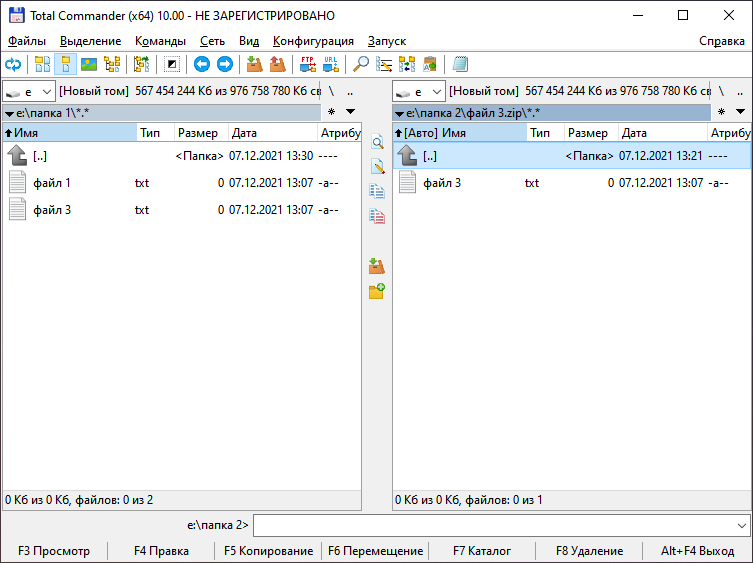 Total Commander (x64) 10.00 - НЕ ЗАРЕГИСТРИРОВАНО
Файлы Выделение Команды Сеть Вид Конфигурация Запуск Справка
FTP URL
e [Новый том] 567 454 244 Кб из 976 758 780 Кб св \ ..
e:\папка 1\*.* * 
Имя Тип Размер Дата Атрибу
[..] <Папка> 07.12.2021 13:30 ----
файл 1 txt 0 07.12.2021 13:07 -a--
файл 3 txt 0 07.12.2021 13:07 -a--
0 Кб из 0 Кб, файлов: 0 из 2
e [Новый том] 567 454 244 Кб из 976 758 780 Кб св \ ..
e:\папка 2\файл 3.zip\*.* *
[Авто] Имя Тип Размер Дата Атрибу
[..] <Папка> 07.12.2021 13:21 ----
файл 3 txt 0 07.12.2021 13:07 -a--
0 Кб из 0 Кб, файлов: 0 из 1
e:\папка 2>
F3 Просмотр F4 Правка F5 Копирование F6 Перемещение F7 Каталог F8 Удаление Alt+F4 Выход